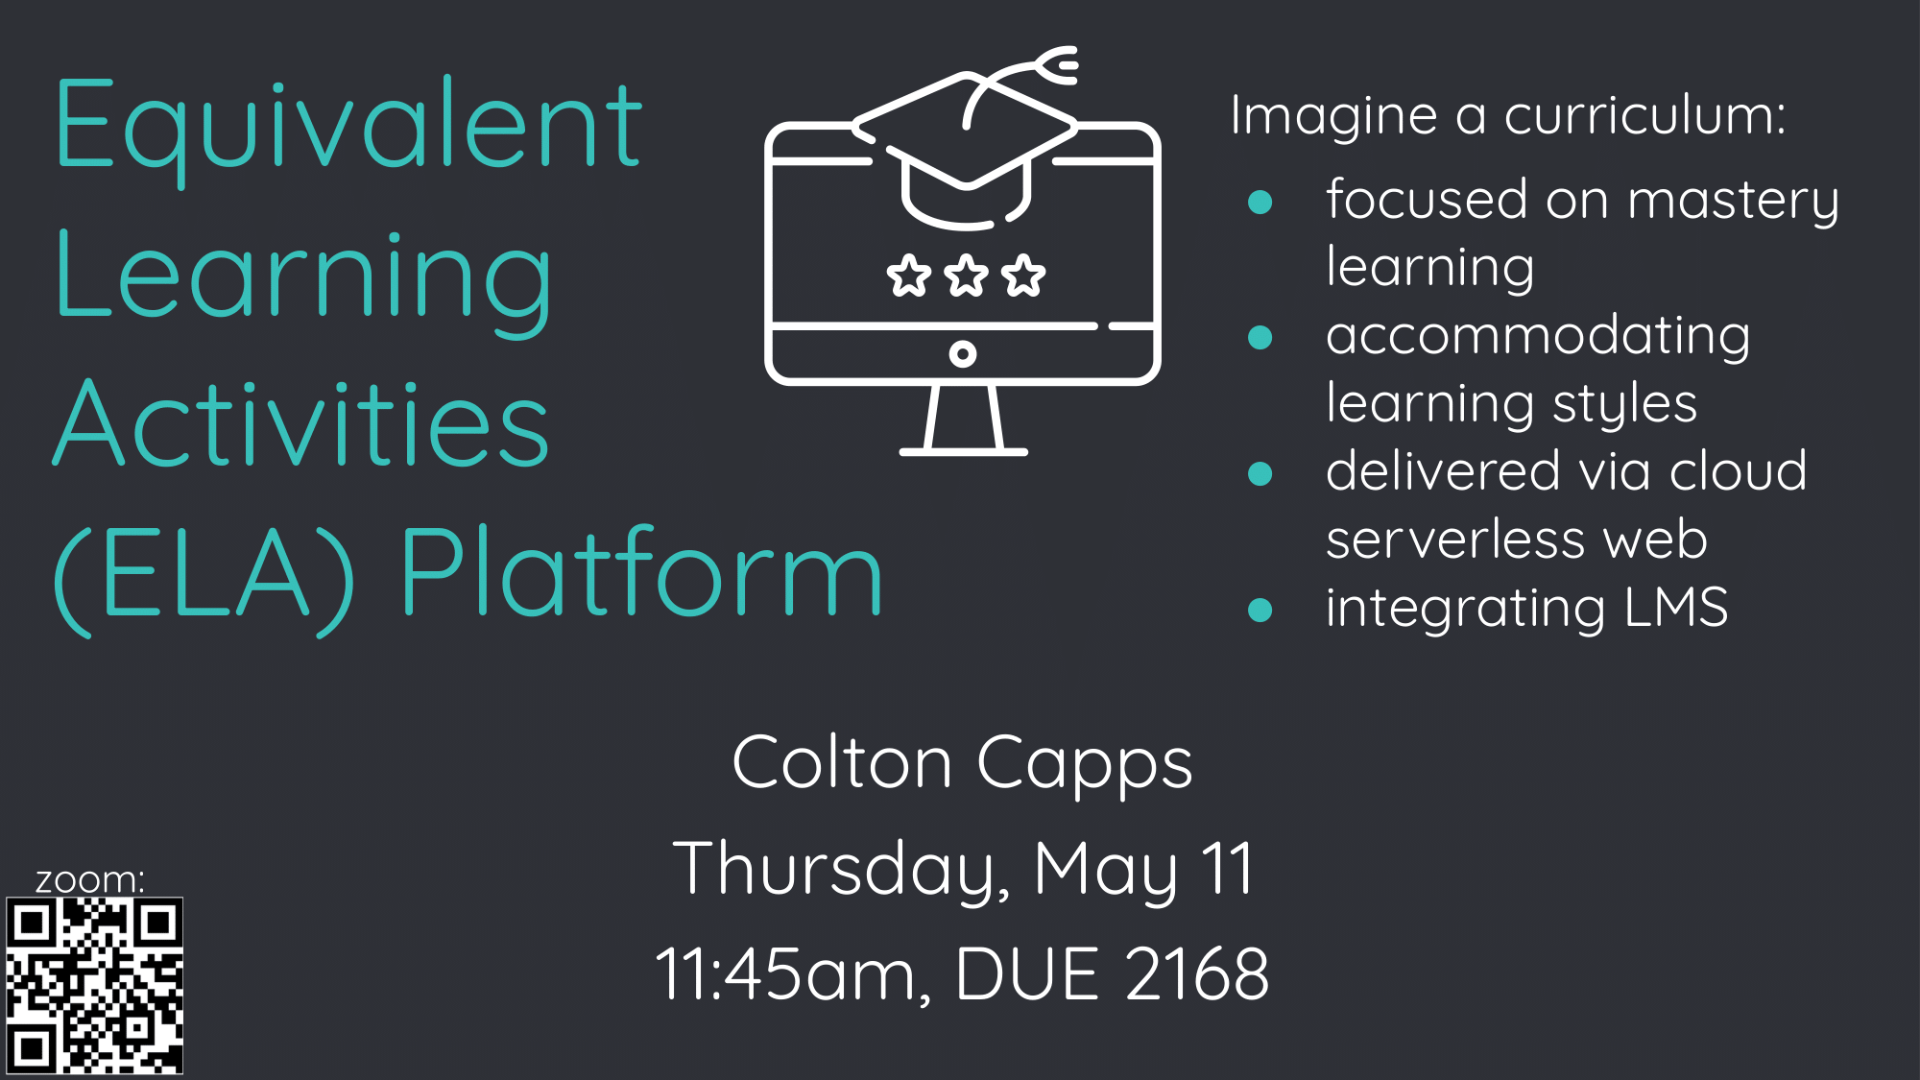 Equivalent
Learning
Activities
(ELA) Platform
Imagine a curriculum:
focused on mastery
learning
accommodating
learning styles
delivered via cloud
serverless web
integrating LMS
Colton Capps
Thursday, May 11
11:45am, DUE 2168
zoom: